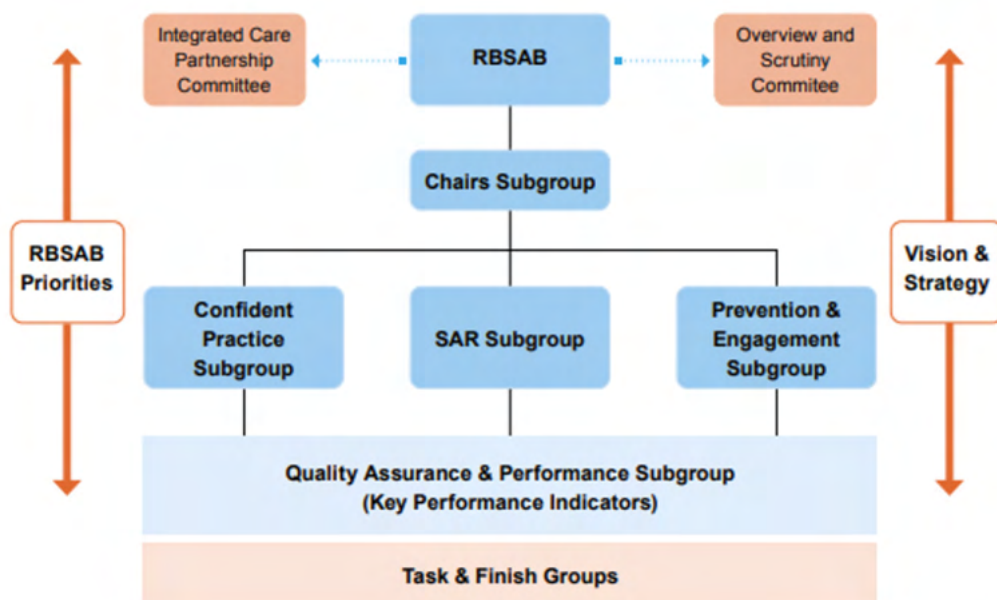 Integrated Care
Partnership
Committee
RBSAB
Overview and
Scrutiny
Commitee
Chairs Subgroup
RBSAB
Priorities
Vision &
Strategy
Confident
Practice
Subgroup
SAR Subgroup
Prevention &
Engagement
Subgroup
Quality Assurance & Performance Subgroup
(Key Performance Indicators)
Task & Finish Groups